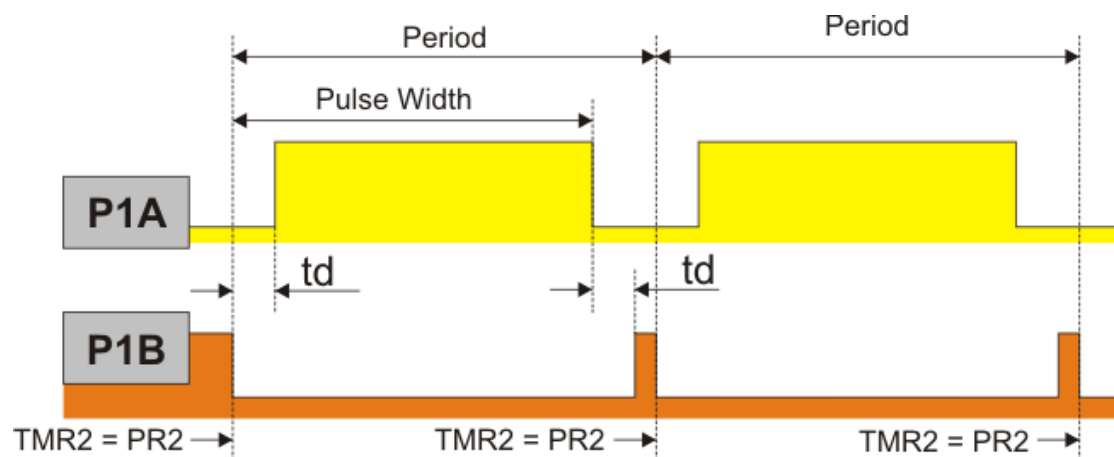 Period
Period
Pulse Width
P1A
td
td
P1B
TMR2 = PR2
TMR2 = PR2
TMR2 = PR2